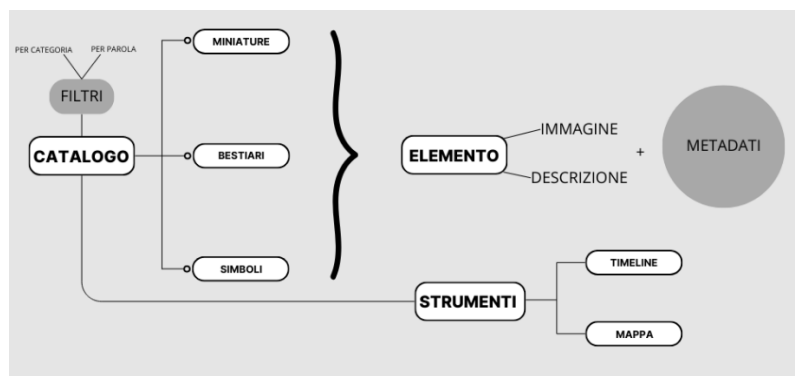 PER CATEGORIA
PER PAROLA
FILTRI
CATALOGO
MINIATURE
BESTIARI
SIMBOLI
ELEMENTO
IMMAGINE
DESCRIZIONE
+
METADATI
STRUMENTI
TIMELINE
MAPPA